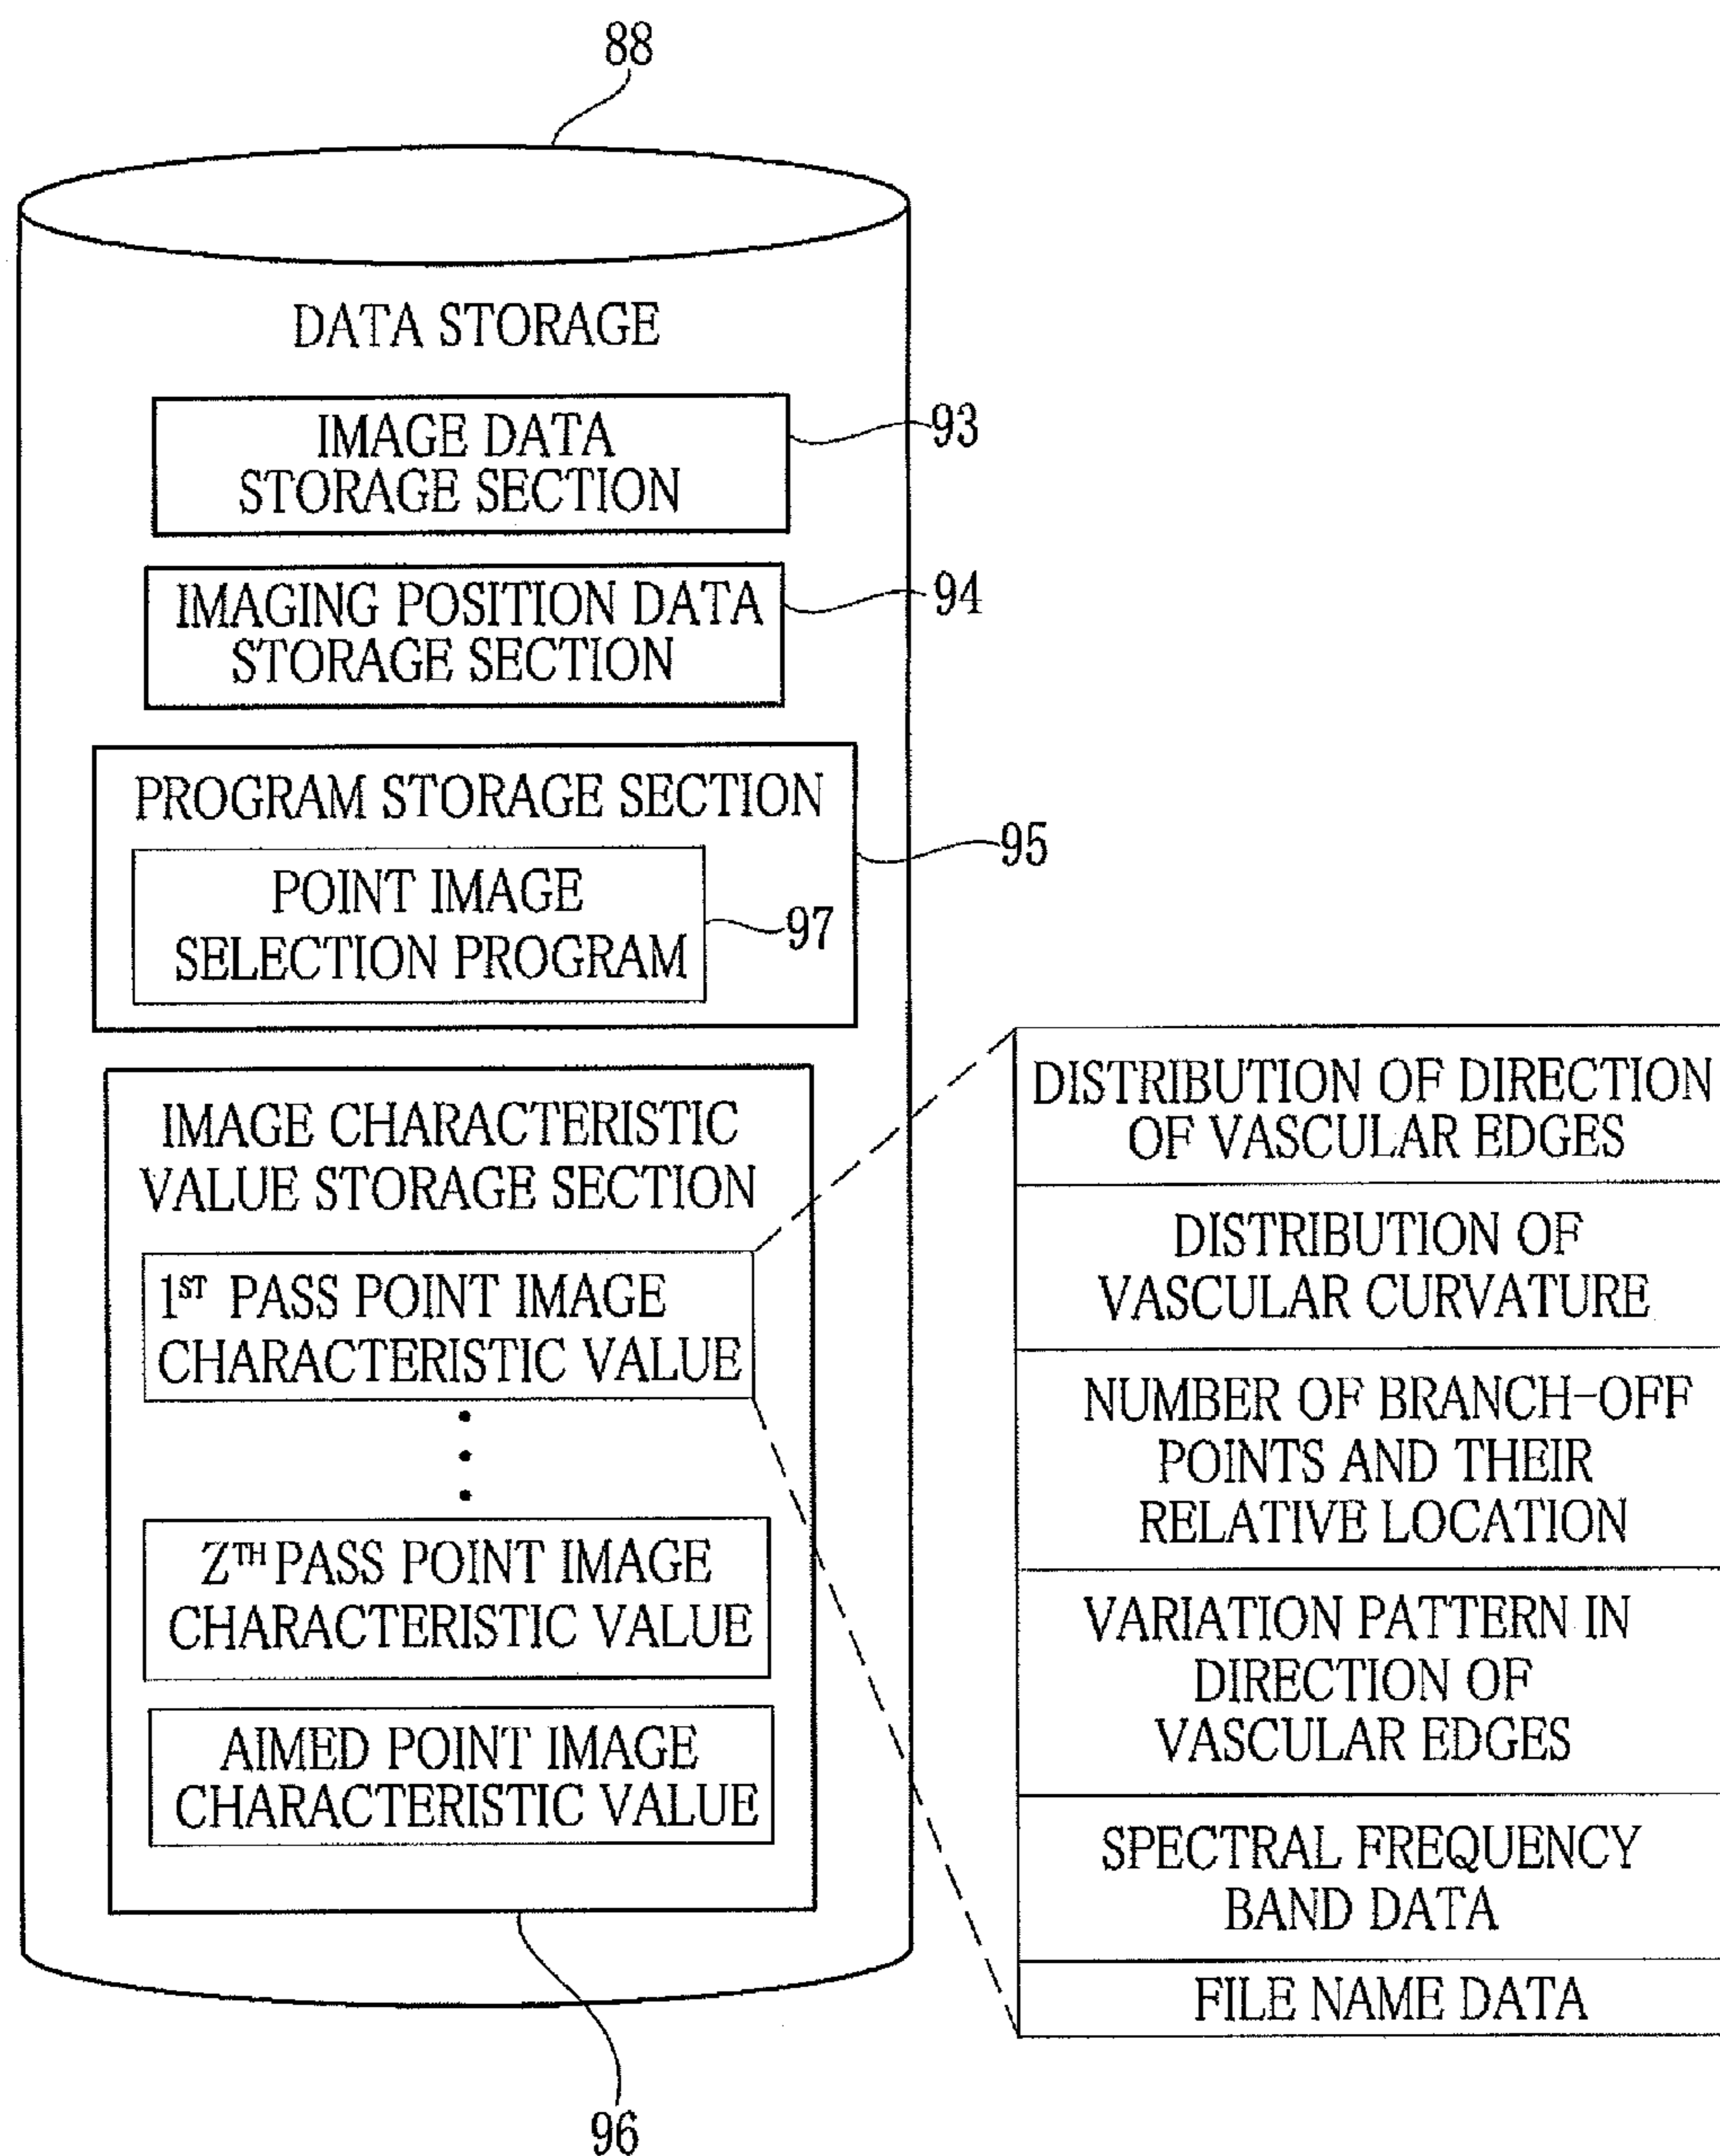 88
DATA STORAGE
IMAGE DATA
STORAGE SECTION
93
IMAGING POSITION DATA
STORAGE SECTION
94
PROGRAM STORAGE SECTION
95
POINT IMAGE
SELECTION PROGRAM
97
IMAGE CHARACTERISTIC
VALUE STORAGE SECTION
1ST PASS POINT IMAGE
CHARACTERISTIC VALUE
ZTH PASS POINT IMAGE
CHARACTERISTIC VALUE
AIMED POINT IMAGE
CHARACTERISTIC VALUE
96
DISTRIBUTION OF DIRECTION
OF VASCULAR EDGES
DISTRIBUTION OF
VASCULAR CURVATURE
NUMBER OF BRANCH-OFF
POINTS AND THEIR
RELATIVE LOCATION
VARIATION PATTERN IN
DIRECTION OF
VASCULAR EDGES
SPECTRAL FREQUENCY
BAND DATA
FILE NAME DATA